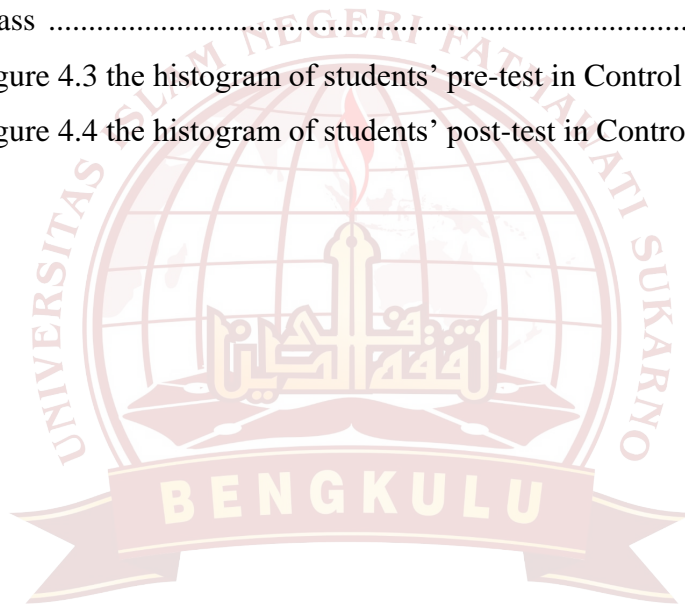 ass ................................................................................
gure 4.3 the histogram of students’ pre-test in Control
gure 4.4 the histogram of students’ post-test in Contro
UNIVERSITAS ISLAM NEGERI FATMAWATI SUKARNO
BENGKULU